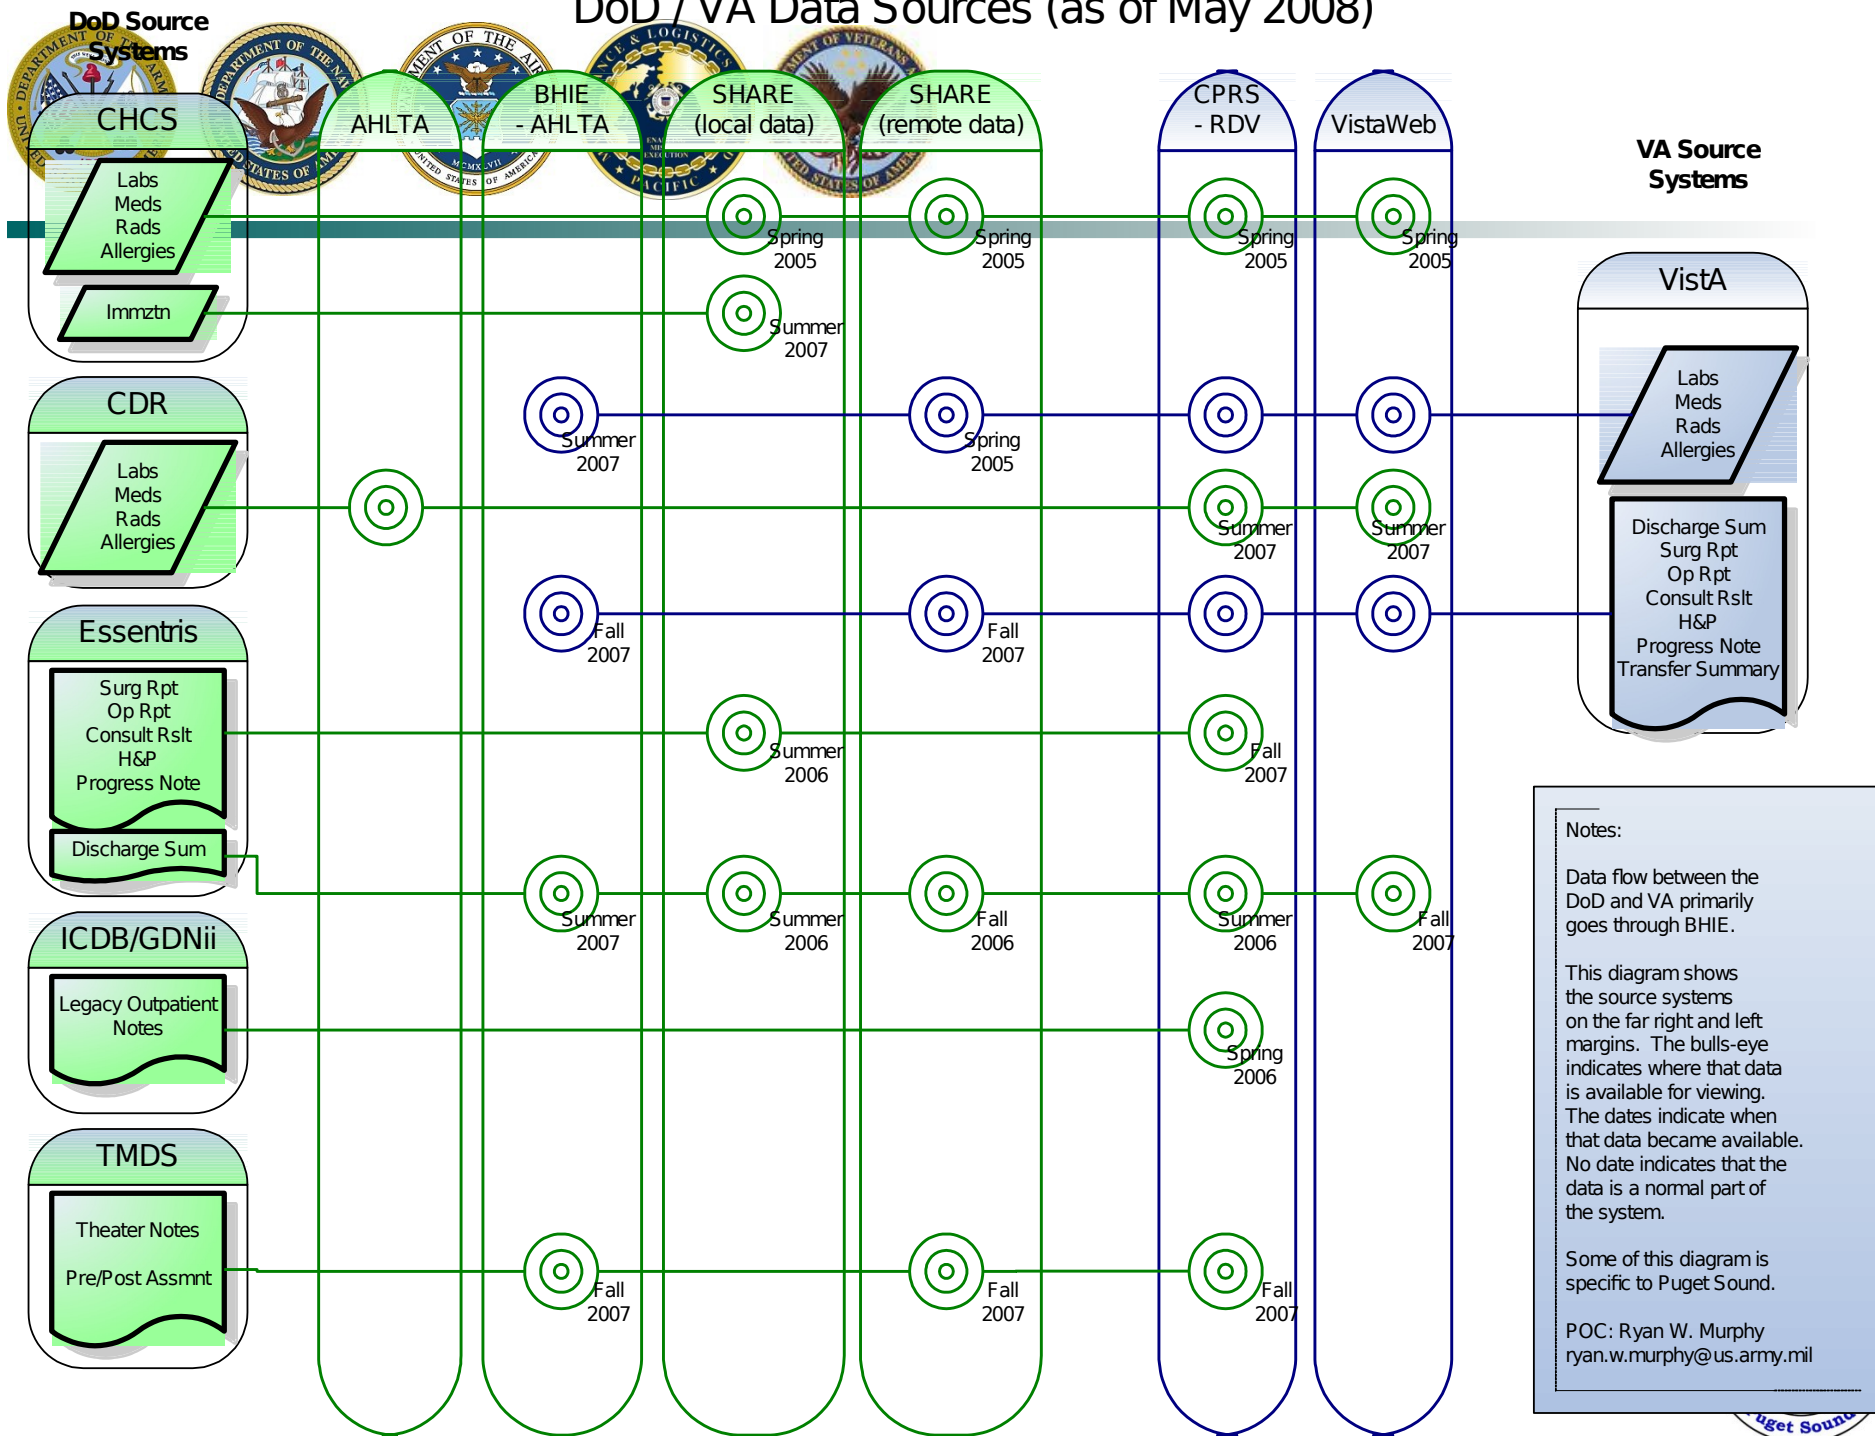 DoD / VA Data Sources (as of May 2008)
DoD Source
Systems
CHCS
Labs
Meds
Rads
Allergies
Immztn
CDR
Labs
Meds
Rads
Allergies
Essentris
Surg Rpt
Op Rpt
Consult Rslt
H&P
Progress Note
Discharge Sum
ICDB/GDNii
Legacy Outpatient
Notes
TMDS
Theater Notes
Pre/Post Assmnt
AHLTA
BHIE
- AHLTA
SHARE
(local data)
SHARE
(remote data)
CPRS
- RDV
VistaWeb
Spring
2005
Spring
2005
Spring
2005
Spring
2005
Summer
2007
Summer
2007
Spring
2005
Summer
2007
Summer
2007
Fall
2007
Fall
2007
Summer
2006
Fall
2007
Summer
2007
Summer
2006
Fall
2006
Summer
2006
Fall
2007
Spring
2006
Fall
2007
Fall
2007
Fall
2007
VA Source
Systems
VistA
Labs
Meds
Rads
Allergies
Discharge Sum
Surg Rpt
Op Rpt
Consult Rslt
H&P
Progress Note
Transfer Summary
Notes:
Data flow between the
DoD and VA primarily
goes through BHIE.
This diagram shows
the source systems
on the far right and left
margins. The bulls-eye
indicates where that data
is available for viewing.
The dates indicate when
that data became available.
No date indicates that the
data is a normal part of
the system.
Some of this diagram is
specific to Puget Sound.
POC: Ryan W. Murphy
ryan.w.murphy@us.army.mil